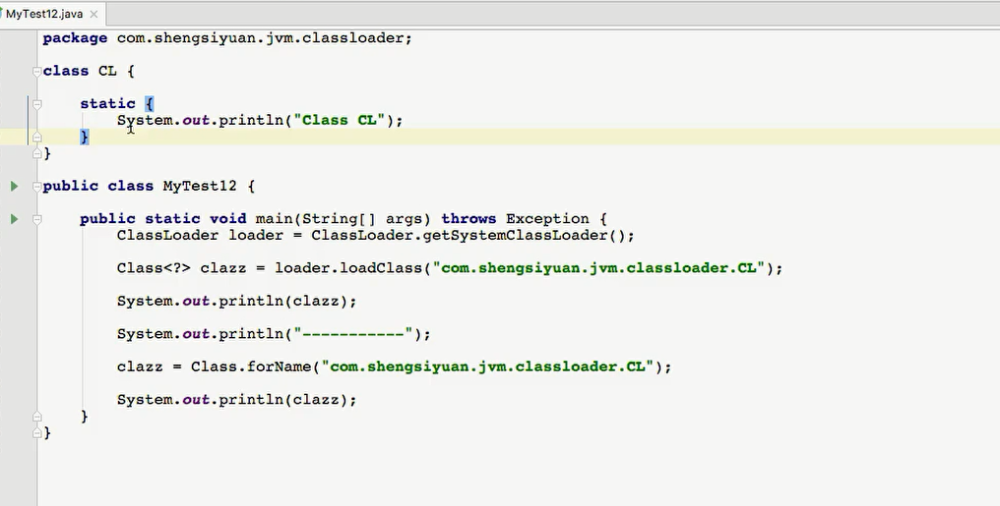 MyTest12.java
package com.shengsiyuan.jvm.classloader;
class CL {
static {
System.out.println("Class CL");
}
}
public class MyTest12 {
public static void main(String[] args) throws Exception {
ClassLoader loader = ClassLoader.getSystemClassLoader();
Class<?> clazz = loader.loadClass("com.shengsiyuan.jvm.classloader.CL");
System.out.println(clazz);
System.out.println("-----------");
clazz = Class.forName("com.shengsiyuan.jvm.classloader.CL");
System.out.println(clazz);
}
}